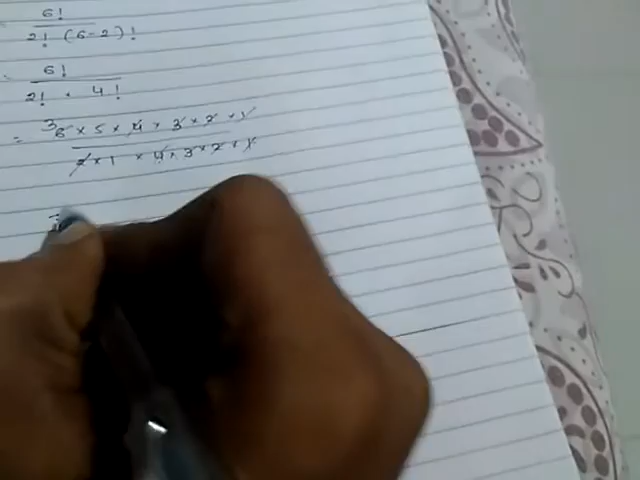 6!
2! (6-2)!
6!
2! . 4!
3
= 6 × 5 × 4 × 3 × 2 × 1
2 × 1 × 4 × 3 × 2 × 1